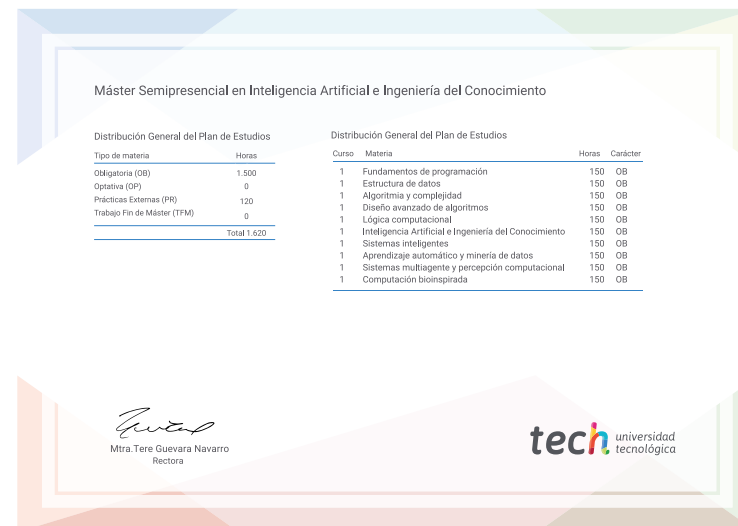 Máster Semipresencial en Inteligencia Artificial e Ingeniería del Conocimiento
Distribución General del Plan de Estudios
Tipo de materia Horas
Obligatoria (OB) 1.500
Optativa (OP) 0
Prácticas Externas (PR) 120
Trabajo Fin de Máster (TFM) 0
Total 1.620
Distribución General del Plan de Estudios
Curso Materia Horas Carácter
1 Fundamentos de programación 150 OB
1 Estructura de datos 150 OB
1 Algoritmia y complejidad 150 OB
1 Diseño avanzado de algoritmos 150 OB
1 Lógica computacional 150 OB
1 Inteligencia Artificial e Ingeniería del Conocimiento 150 OB
1 Sistemas inteligentes 150 OB
1 Aprendizaje automático y minería de datos 150 OB
1 Sistemas multiagente y percepción computacional 150 OB
1 Computación bioinspirada 150 OB
Mtra.Tere Guevara Navarro
Rectora
tech universidad
tecnológica